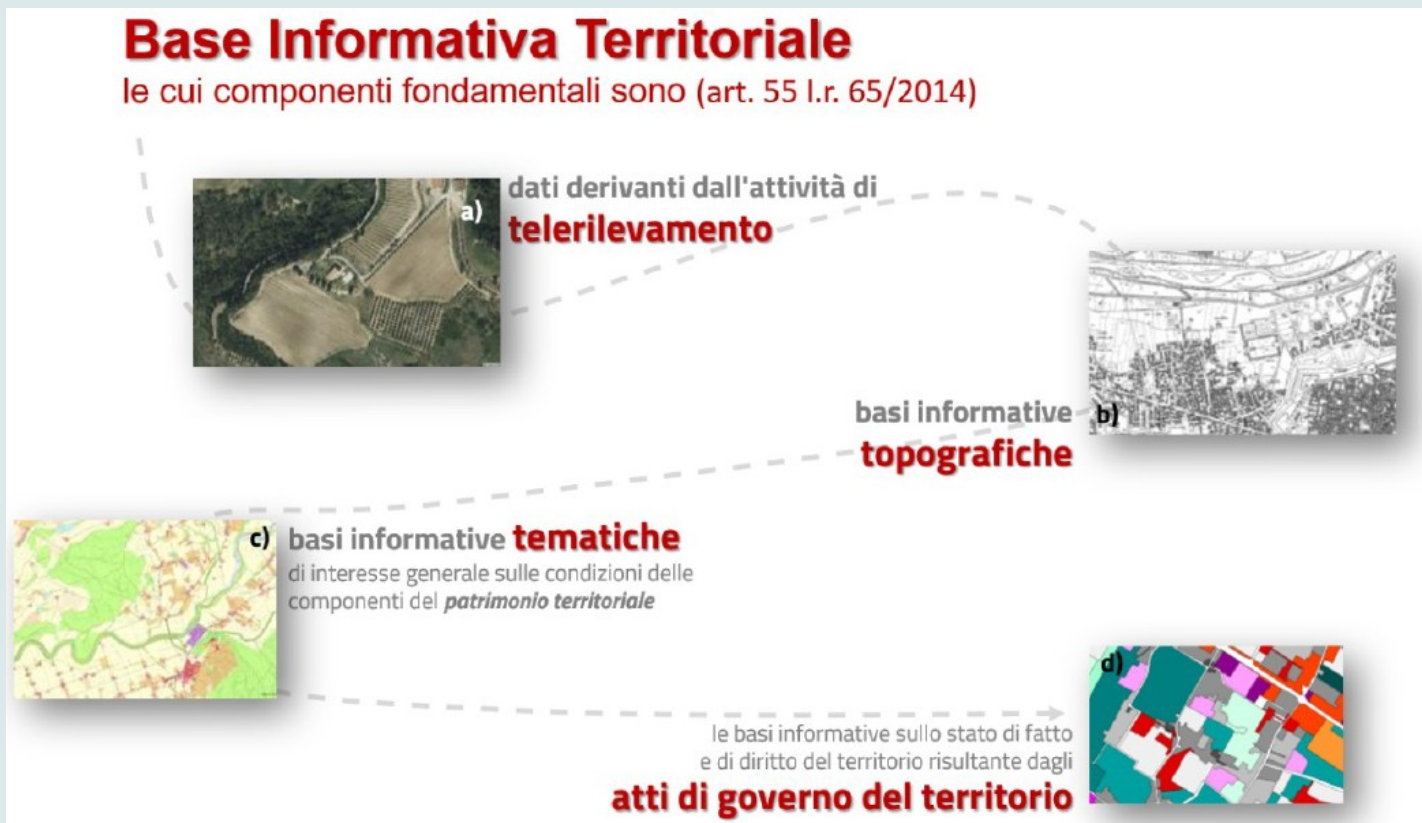 Base Informativa Territoriale
le cui componenti fondamentali sono (art. 55 l.r. 65/2014)
a)
dati derivanti dall'attività di
telerilevamento
basi informative
topografiche
b)
c)
basi informative tematiche
di interesse generale sulle condizioni delle
componenti del patrimonio territoriale
d)
le basi informative sullo stato di fatto
e di diritto del territorio risultante dagli
atti di governo del territorio